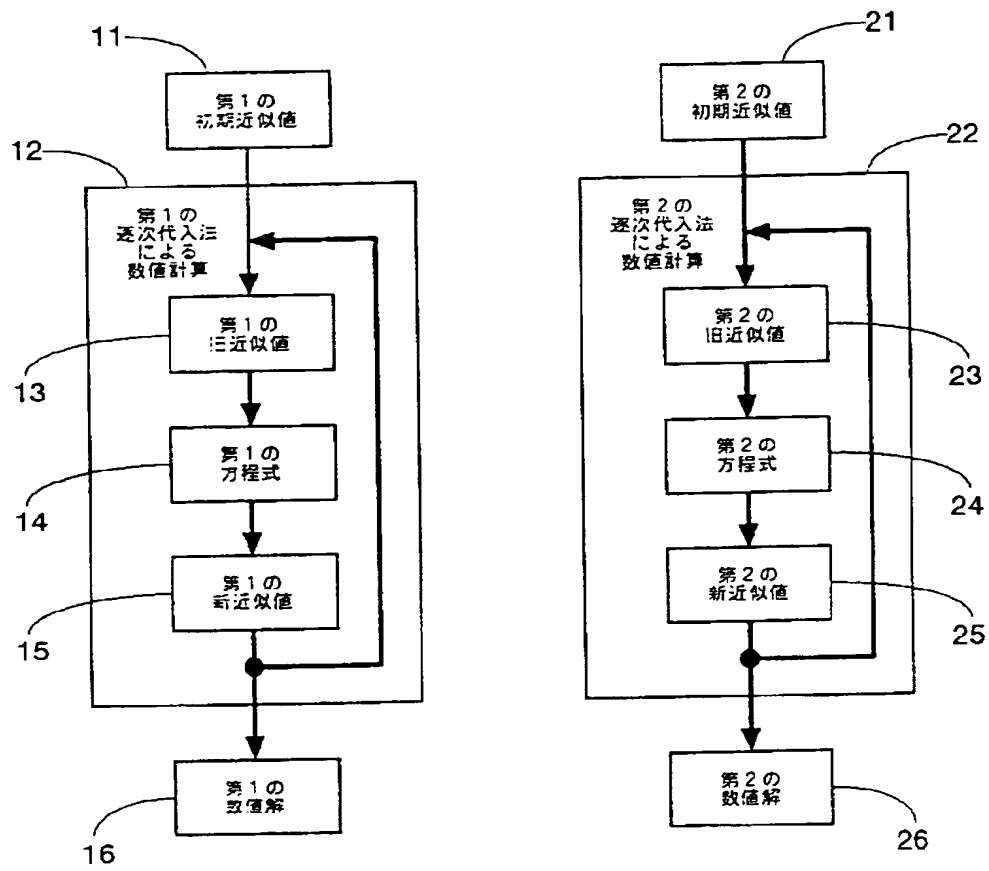 11
第1の
初期近似値
12
第1の
逐次代入法
による
数値計算
第1の
旧近似値
13
第1の
方程式
14
第1の
新近似値
15
第1の
数値解
16
21
第2の
初期近似値
22
第2の
逐次代入法
による
数値計算
第2の
旧近似値
23
第2の
方程式
24
第2の
新近似値
25
第2の
数値解
26